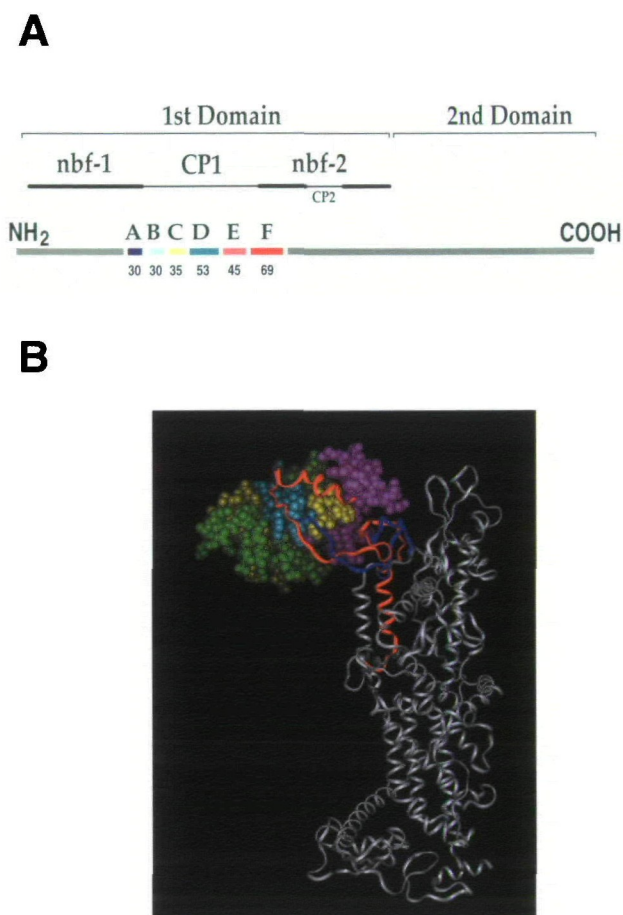 A
1st Domain 2nd Domain
nbf-1 CP1 nbf-2
CP2
NH2 A B C D E F COOH
30 30 35 53 45 69
B